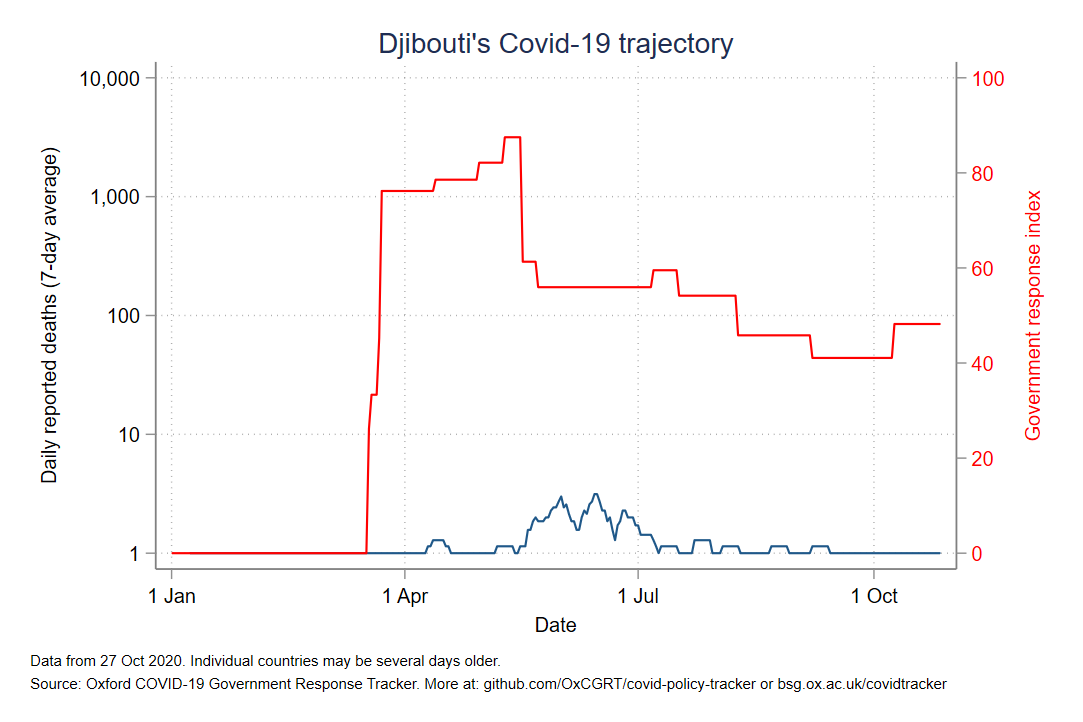 Djibouti's Covid-19 trajectory
10,000
1,000
100
10
1
Daily reported deaths (7-day average)
100
80
60
40
20
0
Government response index
1 Jan
1 Apr
1 Jul
1 Oct
Date
Data from 27 Oct 2020. Individual countries may be several days older.
Source: Oxford COVID-19 Government Response Tracker. More at: github.com/OxCGRT/covid-policy-tracker or bsg.ox.ac.uk/covidtracker